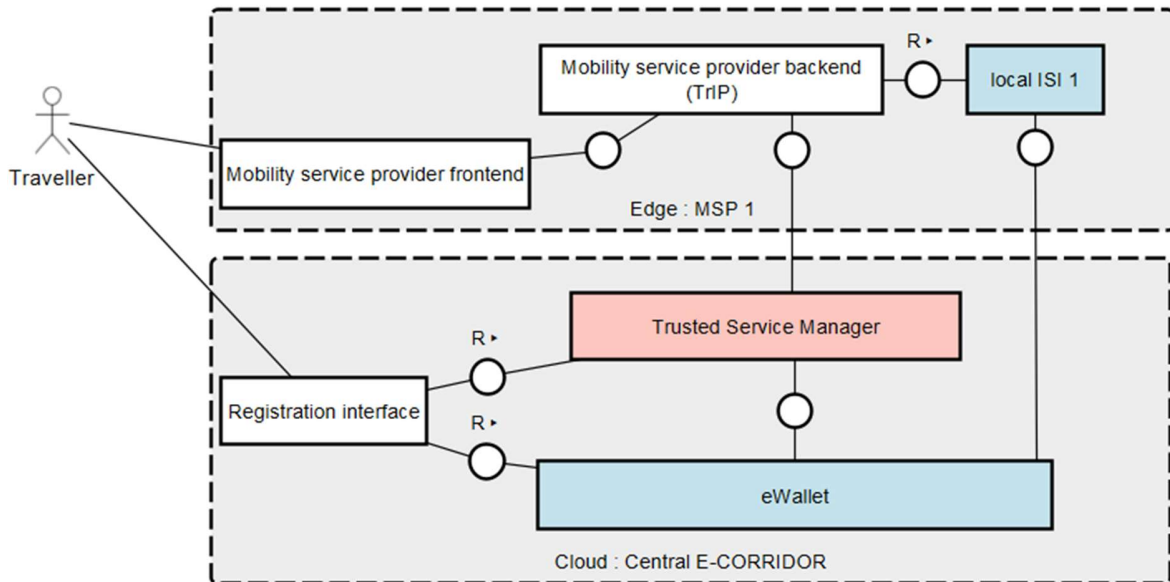 R ▸
Mobility service provider backend
(TrIP)
local ISI 1
Traveller
Mobility service provider frontend
Edge : MSP 1
Trusted Service Manager
R ▸
Registration interface
R ▸
eWallet
Cloud : Central E-CORRIDOR